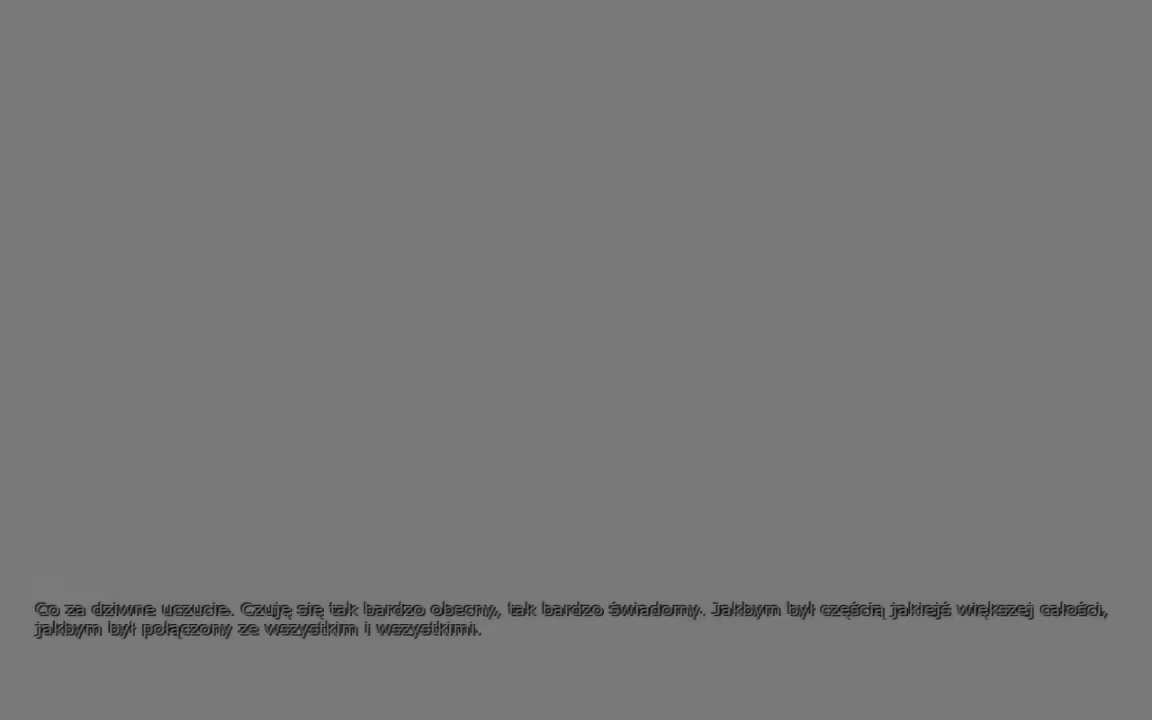 Co za dziwne uczucie. Czuję się tak bardzo obecny, tak bardzo świadomy. Jakbym był częścią jakiejś większej całości,
jakbym był połączony ze wszystkim i wszystkimi.